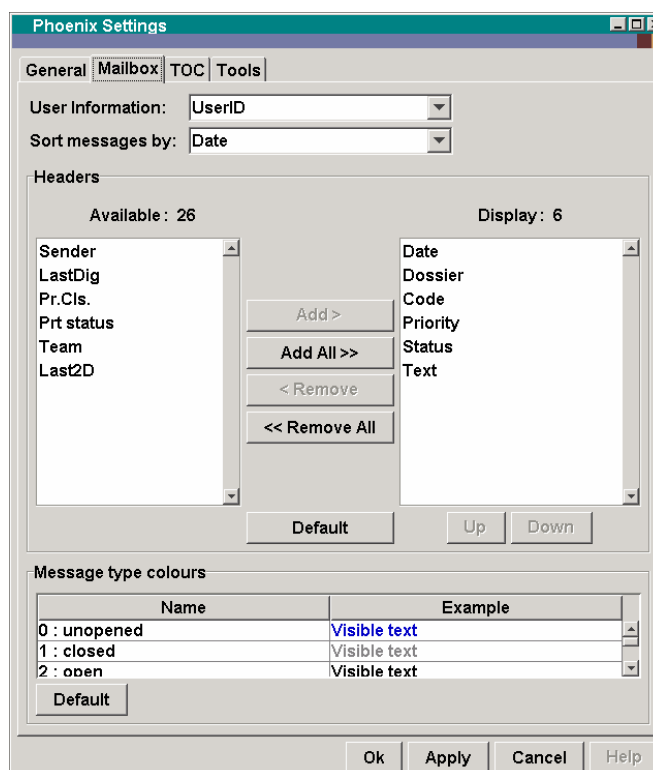 Phoenix Settings
General Mailbox TOC Tools
User Information: UserID
Sort messages by: Date
Headers
Available : 26
Display : 6
Sender
LastDig
Pr.Cls.
Prt status
Team
Last2D
Add >
Add All >>
< Remove
<< Remove All
Default
Date
Dossier
Code
Priority
Status
Text
Up Down
Message type colours
Name Example
0 : unopened Visible text
1 : closed Visible text
2 : open Visible text
Default
Ok Apply Cancel Help